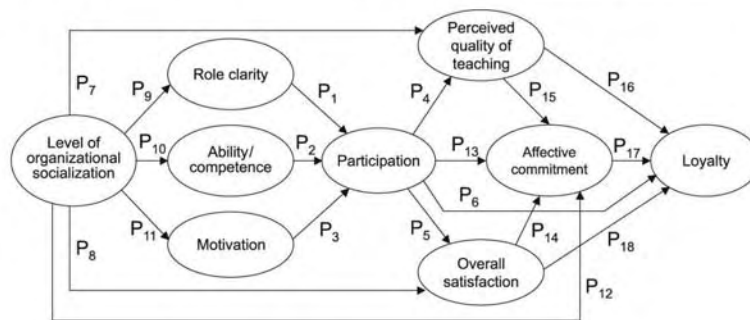 Perceived
quality of
teaching
P7
Role clarity
P9
P1
P4
P15
P16
Level of
organizational
socialization
P10
Ability/
competence
P2
Participation
P13
Affective
commitment
P17
Loyalty
P6
P11
Motivation
P3
P5
P14
P18
P8
Overall
satisfaction
P12